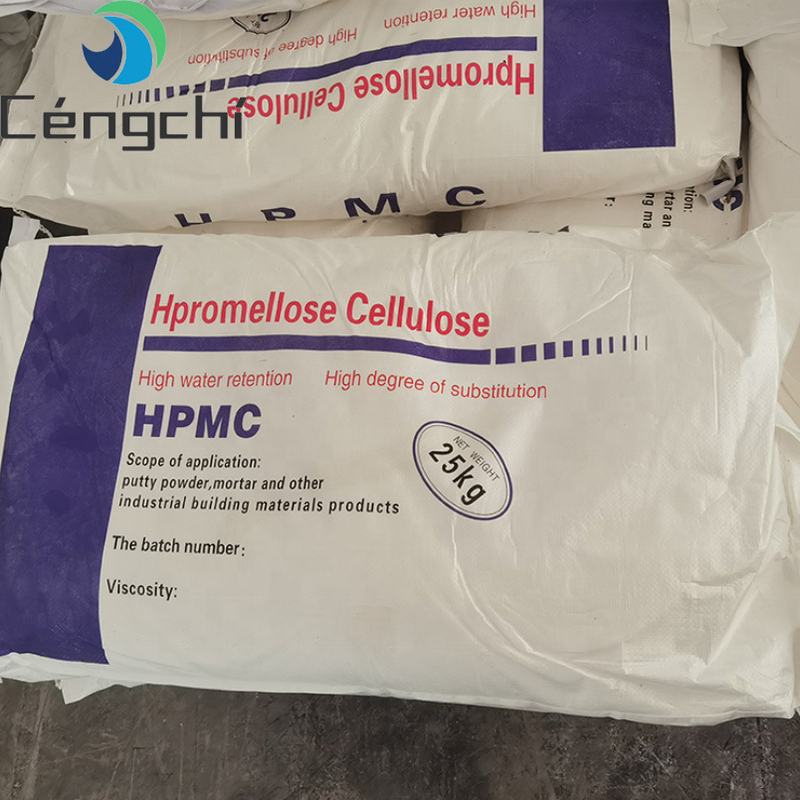 Céngchí
High water retention High degree of substitution
Hpromellose Cellulose
H P M C
Hpromellose Cellulose
High water retention High degree of substitution
HPMC
NET WEIGHT
25kg
Scope of application:
putty powder,mortar and other
industrial building materials products
The batch number:
Viscosity: